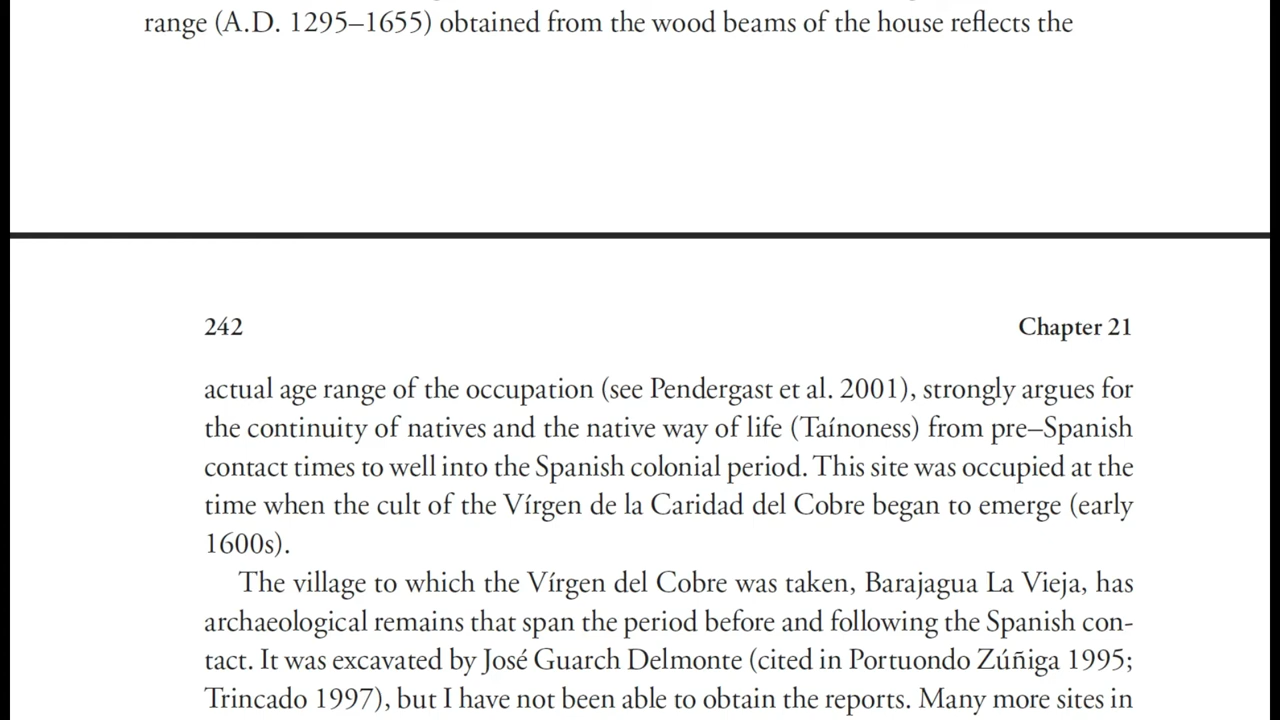 range (A.D. 1295–1655) obtained from the wood beams of the house reflects the
242
Chapter 21
actual age range of the occupation (see Pendergast et al. 2001), strongly argues for
the continuity of natives and the native way of life (Taínoness) from pre–Spanish
contact times to well into the Spanish colonial period. This site was occupied at the
time when the cult of the Vírgen de la Caridad del Cobre began to emerge (early
1600s).
The village to which the Vírgen del Cobre was taken, Barajagua La Vieja, has
archaeological remains that span the period before and following the Spanish con-
tact. It was excavated by José Guarch Delmonte (cited in Portuondo Zúñiga 1995;
Trincado 1997), but I have not been able to obtain the reports. Many more sites in